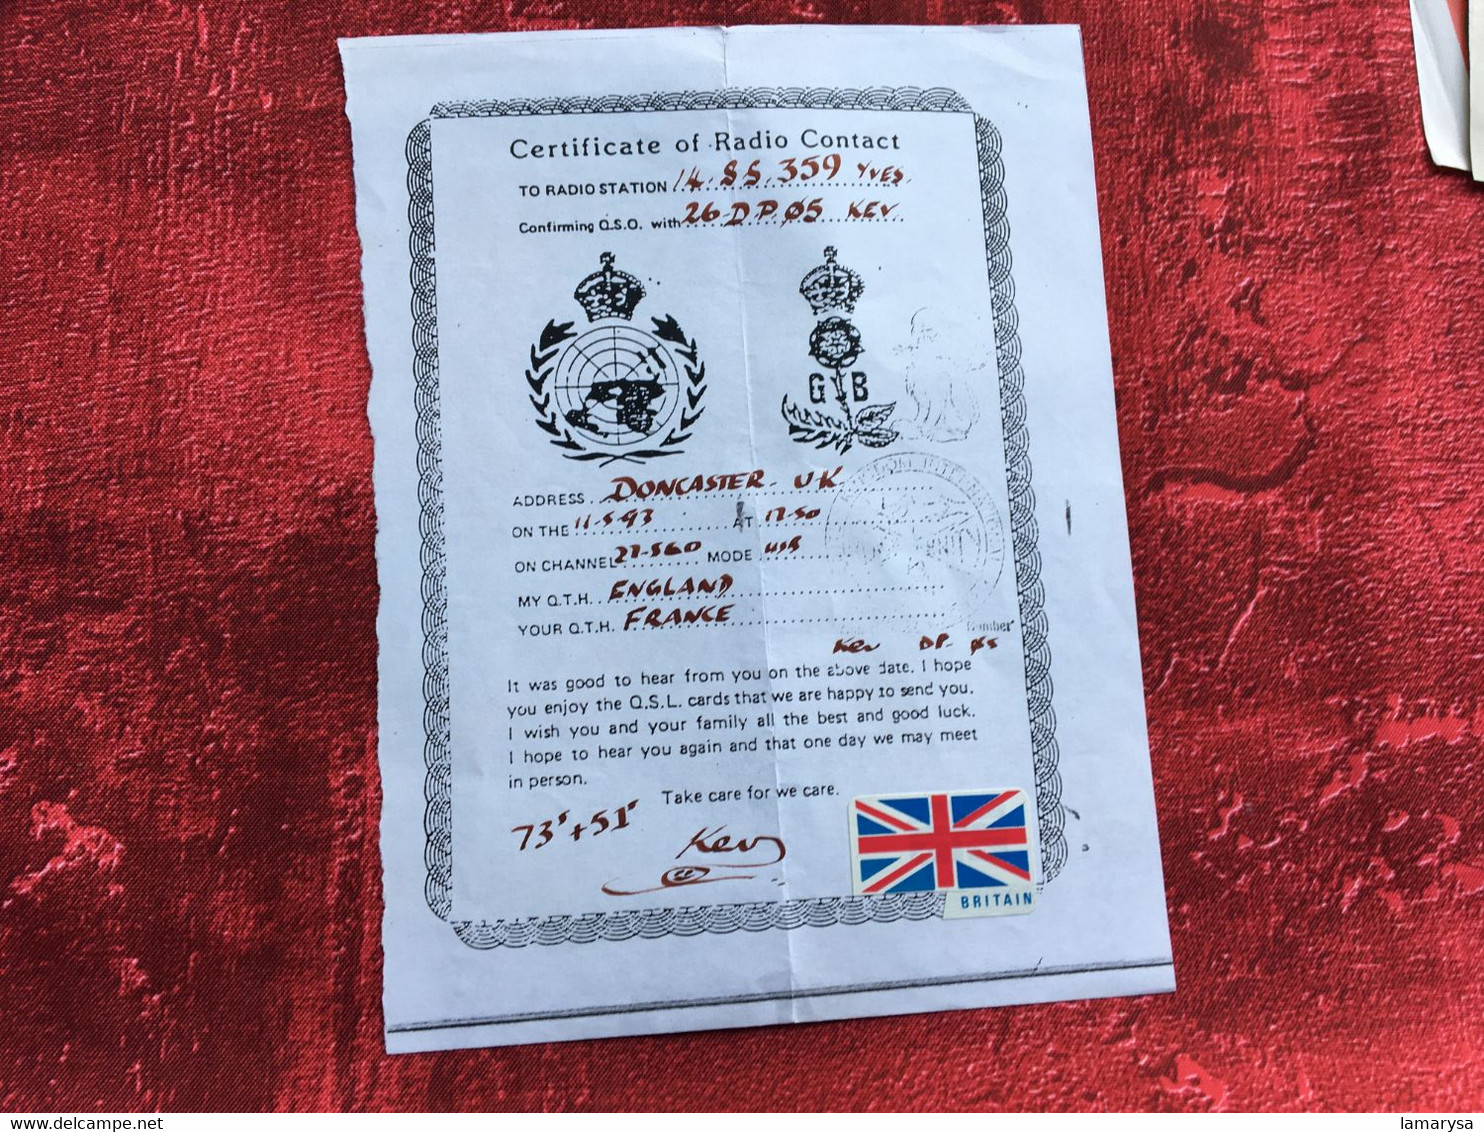 Certificate of Radio Contact
TO RADIO STATION 14.SS.359 YVES.
Confirming Q.S.O. with 26-DP Ø5 KEV
G B
ADDRESS DONCASTER - U.K.
ON THE 11-5-93 AT 17-50
ON CHANNEL 27-560 MODE USB
MY Q.T.H. ENGLAND
YOUR Q.T.H. FRANCE
Kev DP- Ø5
It was good to hear from you on the above date. I hope
you enjoy the Q.S.L. cards that we are happy to send you.
I wish you and your family all the best and good luck.
I hope to hear you again and that one day we may meet
in person.
Take care for we care.
73's + 51's
Kev
BRITAIN
lamarysa